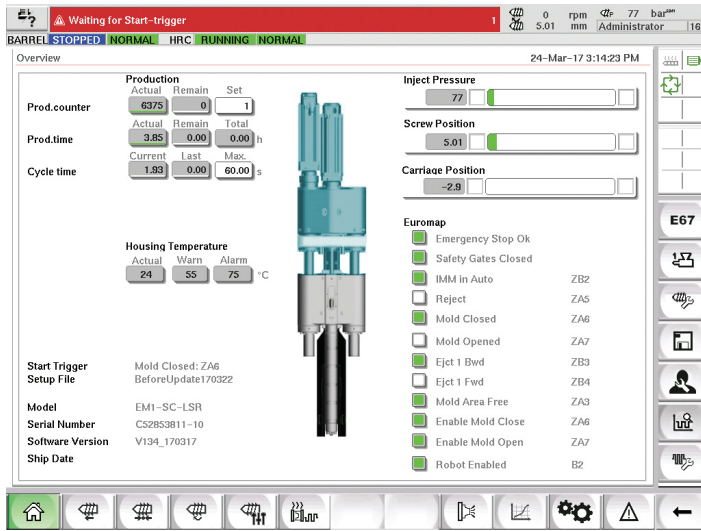 Waiting for Start-trigger 1
0 rpm 77 bar
5.01 mm Administrator 16
BARREL STOPPED NORMAL HRC RUNNING NORMAL
Overview 24-Mar-17 3:14:23 PM
Production
Actual Remain Set
Prod.counter 6375 0 1
Actual Remain Total
Prod.time 3.85 0.00 0.00 h
Current Last Max.
Cycle time 1.93 0.00 60.00 s
Housing Temperature
Actual Warn Alarm
24 55 75 °C
Start Trigger Mold Closed: ZA6
Setup File BeforeUpdate170322
Model EM1-SC-LSR
Serial Number C52B53811-10
Software Version V134_170317
Ship Date
Inject Pressure
77
Screw Position
5.01
Carriage Position
-2.9
Euromap
Emergency Stop Ok
Safety Gates Closed
IMM in Auto ZB2
Reject ZA5
Mold Closed ZA6
Mold Opened ZA7
Ejct 1 Bwd ZB3
Ejct 1 Fwd ZB4
Mold Area Free ZA3
Enable Mold Close ZA6
Enable Mold Open ZA7
Robot Enabled B2
E67